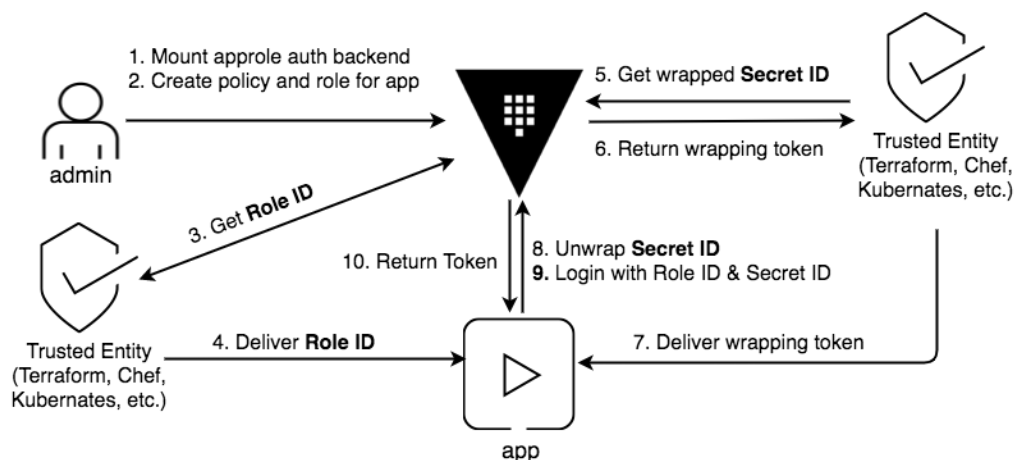 1. Mount approle auth backend
2. Create policy and role for app
admin
5. Get wrapped Secret ID
6. Return wrapping token
Trusted Entity
(Terraform, Chef,
Kubernates, etc.)
3. Get Role ID
10. Return Token
8. Unwrap Secret ID
9. Login with Role ID & Secret ID
Trusted Entity
(Terraform, Chef,
Kubernates, etc.)
4. Deliver Role ID
7. Deliver wrapping token
app